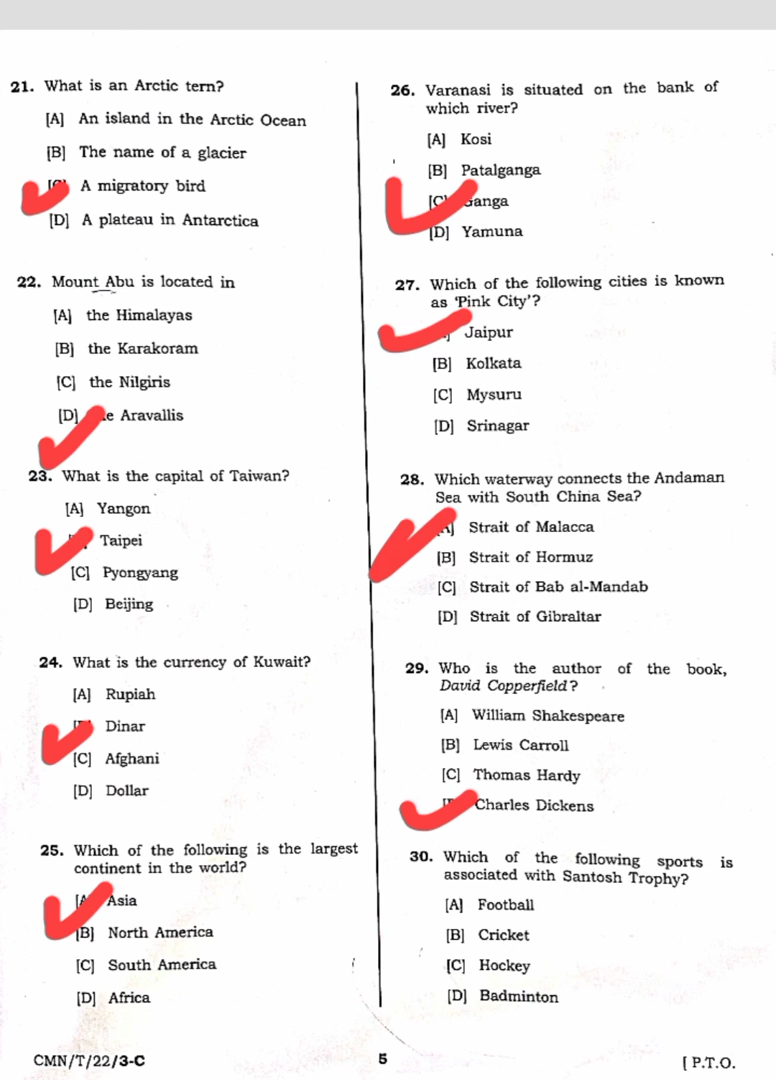 21. What is an Arctic tern?
[A] An island in the Arctic Ocean
[B] The name of a glacier
[C] A migratory bird
[D] A plateau in Antarctica
22. Mount Abu is located in
[A] the Himalayas
[B] the Karakoram
[C] the Nilgiris
[D] the Aravallis
23. What is the capital of Taiwan?
[A] Yangon
Taipei
[C] Pyongyang
[D] Beijing
24. What is the currency of Kuwait?
[A] Rupiah
Dinar
[C] Afghani
[D] Dollar
25. Which of the following is the largest
continent in the world?
[A] Asia
[B] North America
[C] South America
[D] Africa
26. Varanasi is situated on the bank of
which river?
[A] Kosi
[B] Patalganga
[C] Ganga
[D] Yamuna
27. Which of the following cities is known
as ‘Pink City’?
Jaipur
[B] Kolkata
[C] Mysuru
[D] Srinagar
28. Which waterway connects the Andaman
Sea with South China Sea?
[A] Strait of Malacca
[B] Strait of Hormuz
[C] Strait of Bab al-Mandab
[D] Strait of Gibraltar
29. Who is the author of the book,
David Copperfield?
[A] William Shakespeare
[B] Lewis Carroll
[C] Thomas Hardy
Charles Dickens
30. Which of the following sports is
associated with Santosh Trophy?
[A] Football
[B] Cricket
[C] Hockey
[D] Badminton
CMN/T/22/3-C
5
[ P.T.O.